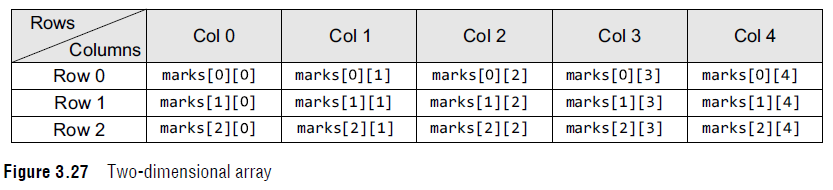 Rows
Columns Col 0 Col 1 Col 2 Col 3 Col 4
Row 0 marks[0][0] marks[0][1] marks[0][2] marks[0][3] marks[0][4]
Row 1 marks[1][0] marks[1][1] marks[1][2] marks[1][3] marks[1][4]
Row 2 marks[2][0] marks[2][1] marks[2][2] marks[2][3] marks[2][4]
Figure 3.27 Two-dimensional array